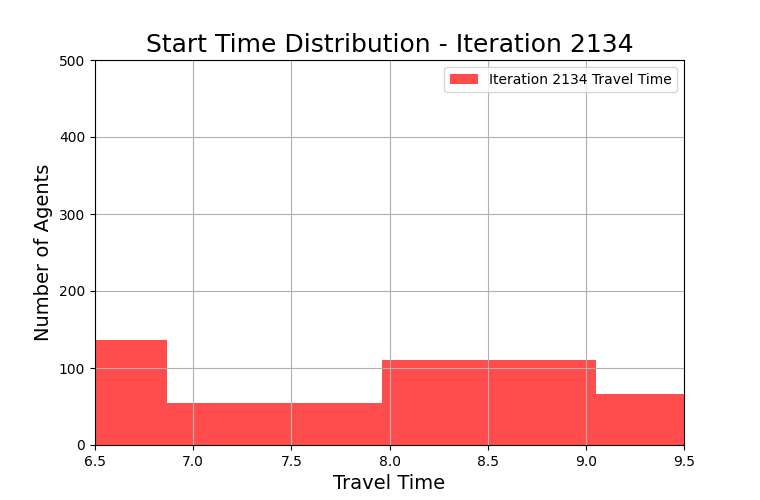 Start Time Distribution - Iteration 2134
Iteration 2134 Travel Time
Number of Agents
500
400
300
200
100
0
6.5 7.0 7.5 8.0 8.5 9.0 9.5
Travel Time